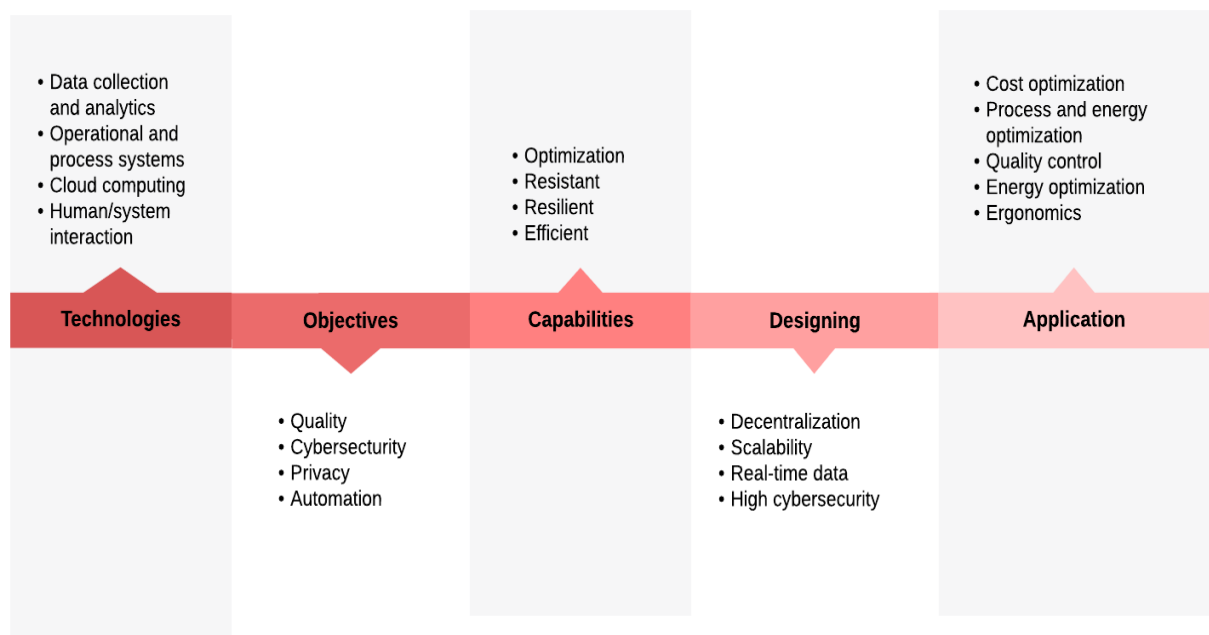 • Data collection
and analytics
• Operational and
process systems
• Cloud computing
• Human/system
interaction
Technologies
Objectives
• Quality
• Cybersecturity
• Privacy
• Automation
• Optimization
• Resistant
• Resilient
• Efficient
Capabilities
Designing
• Decentralization
• Scalability
• Real-time data
• High cybersecurity
• Cost optimization
• Process and energy
optimization
• Quality control
• Energy optimization
• Ergonomics
Application